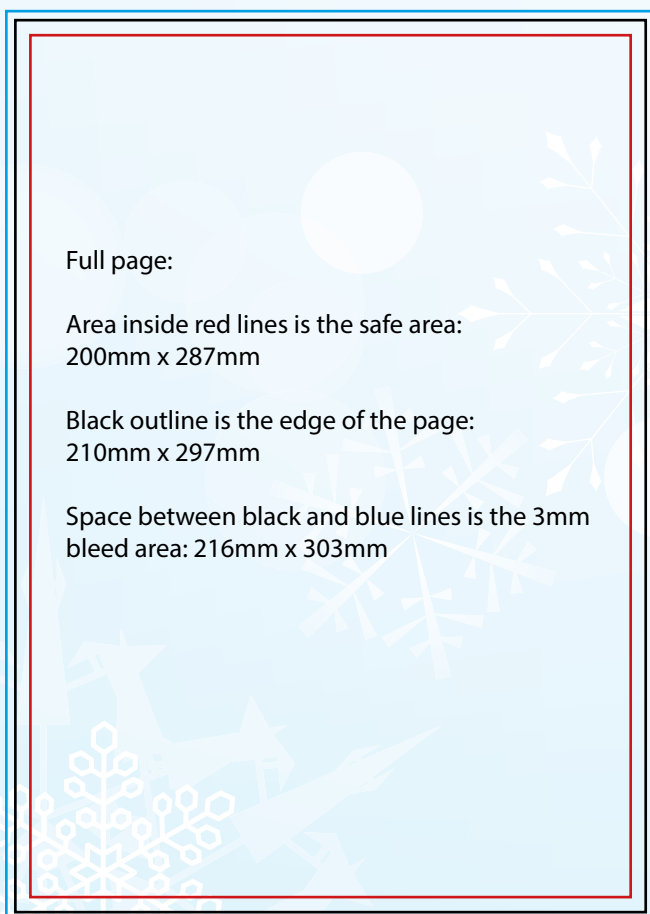 Full page:
Area inside red lines is the safe area:
200mm x 287mm
Black outline is the edge of the page:
210mm x 297mm
Space between black and blue lines is the 3mm
bleed area: 216mm x 303mm